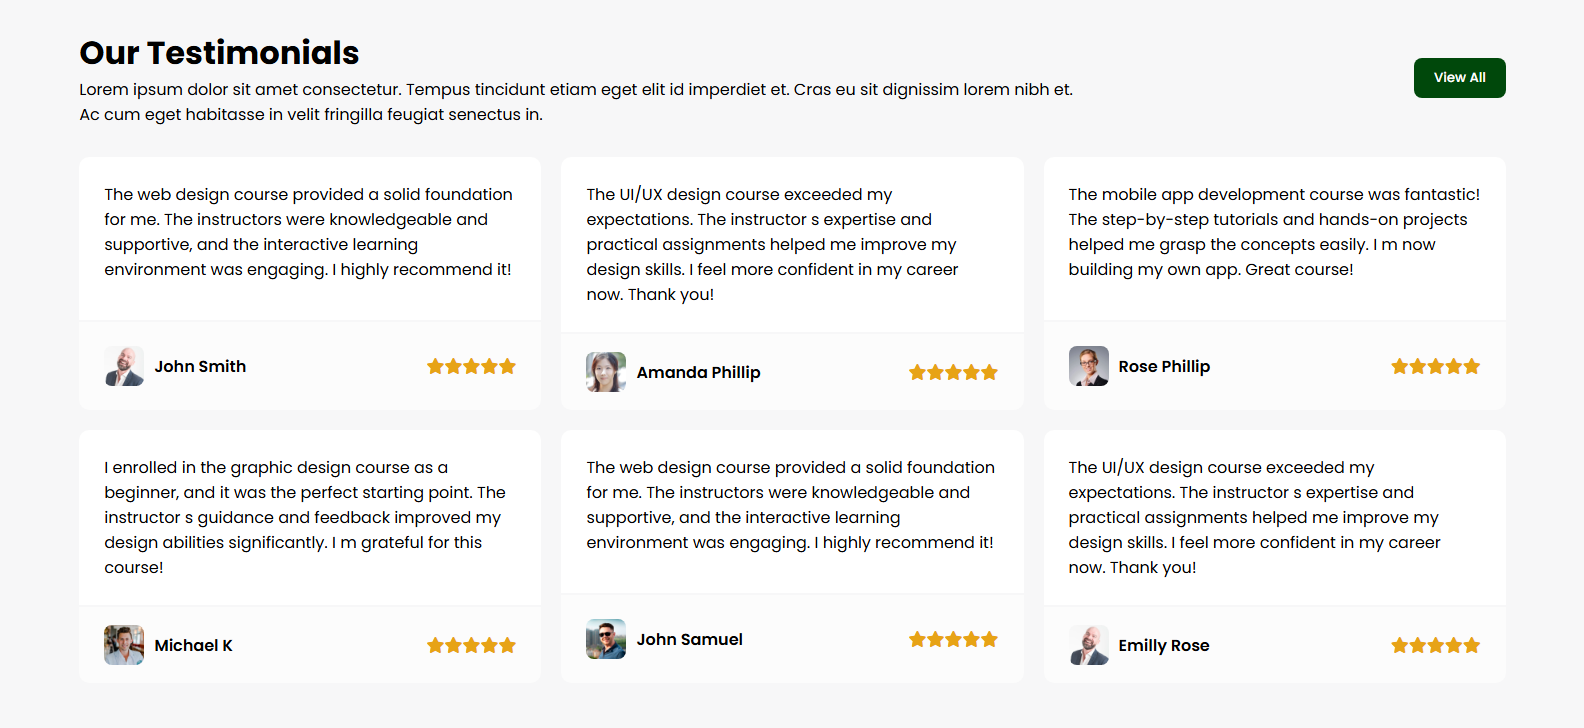 Our Testimonials
Lorem ipsum dolor sit amet consectetur. Tempus tincidunt etiam eget elit id imperdiet et. Cras eu sit dignissim lorem nibh et.
Ac cum eget habitasse in velit fringilla feugiat senectus in.
View All
The web design course provided a solid foundation
for me. The instructors were knowledgeable and
supportive, and the interactive learning
environment was engaging. I highly recommend it!
John Smith
The UI/UX design course exceeded my
expectations. The instructor s expertise and
practical assignments helped me improve my
design skills. I feel more confident in my career
now. Thank you!
Amanda Phillip
The mobile app development course was fantastic!
The step-by-step tutorials and hands-on projects
helped me grasp the concepts easily. I m now
building my own app. Great course!
Rose Phillip
I enrolled in the graphic design course as a
beginner, and it was the perfect starting point. The
instructor s guidance and feedback improved my
design abilities significantly. I m grateful for this
course!
Michael K
The web design course provided a solid foundation
for me. The instructors were knowledgeable and
supportive, and the interactive learning
environment was engaging. I highly recommend it!
John Samuel
The UI/UX design course exceeded my
expectations. The instructor s expertise and
practical assignments helped me improve my
design skills. I feel more confident in my career
now. Thank you!
Emilly Rose